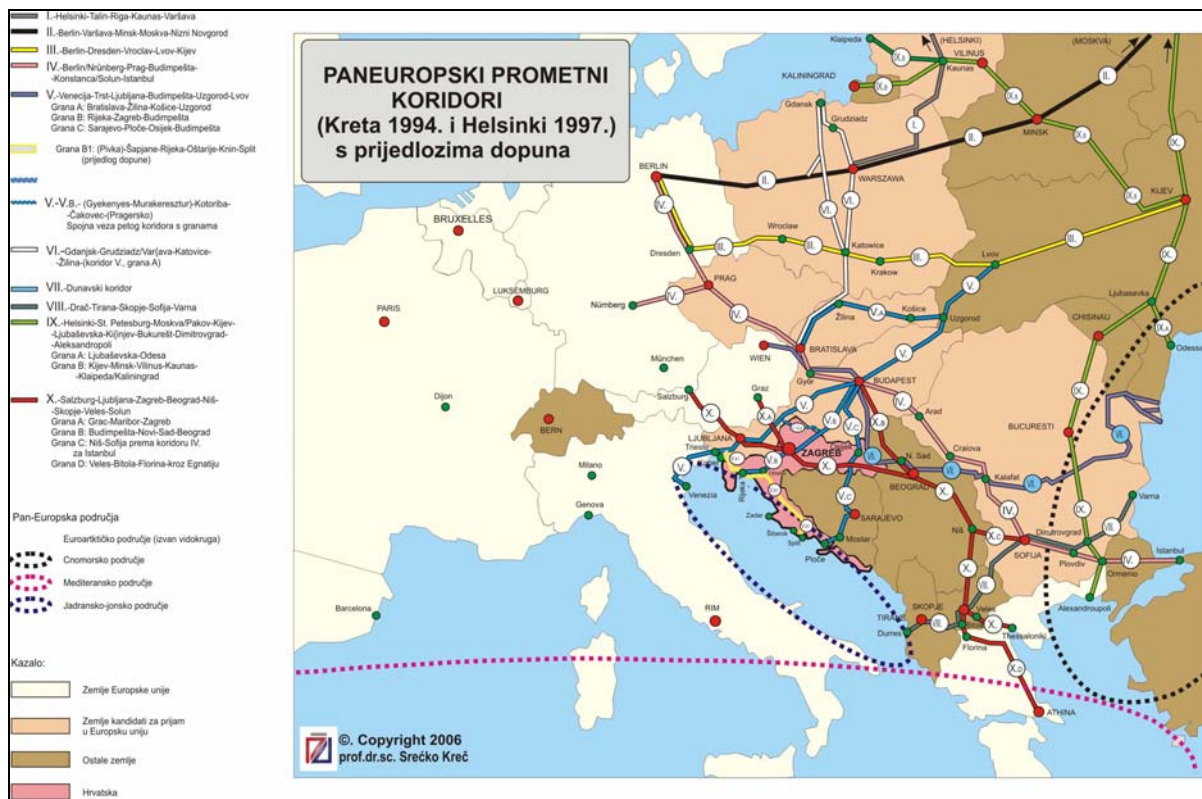 I.-Helsinki-Talin-Riga-Kaunas-Varšava
II.-Berlin-Varšava-Minsk-Moskva-Nizni Novgorod
III.-Berlin-Dresden-Vroclav-Lvov-Kijev
IV.-Berlin/Nrünberg-Prag-Budimpešta-
-Konstanca/Solun-Istanbul
V.-Venecija-Trst-Ljubljana-Budimpešta-Uzgorod-Lvov
Grana A: Bratislava-Žilina-Košice-Uzgorod
Grana B: Rijeka-Zagreb-Budimpešta
Grana C: Sarajevo-Ploče-Osijek-Budimpešta
Grana B1: (Pivka)-Šapjane-Rijeka-Oštarije-Knin-Split
(prijedlog dopune)
V.-V.B.- (Gyekenyes-Murakeresztur)-Kotoriba-
-Čakovec-(Pragersko)
Spojna veza petog koridora s granama
VI.-Gdanjsk-Grudziadz/Var{ava-Katovice-
-Žilina-(koridor V., grana A)
VII.-Dunavski koridor
VIII.-Drač-Tirana-Skopje-Sofija-Varna
IX.-Helsinki-St. Petesburg-Moskva/Pakov-Kijev-
-Ljubaševska-Ki{injev-Bukurešt-Dimitrovgrad-
-Aleksandropoli
Grana A: Ljubaševska-Odesa
Grana B: Kijev-Minsk-Vilinus-Kaunas-
-Klaipeda/Kaliningrad
X.-Salzburg-Ljubljana-Zagreb-Beograd-Niš-
-Skopje-Veles-Solun
Grana A: Grac-Maribor-Zagreb
Grana B: Budimpešta-Novi-Sad-Beograd
Grana C: Niš-Sofija prema koridoru IV.
za Istanbul
Grana D: Veles-Bitola-Florina-kroz Egnatiju
Pan-Europska područja:
Euroarktičko područje (izvan vidokruga)
Crnomorsko područje
Mediteransko područje
Jadransko-jonsko područje
Kazalo:
Zemlje Europske unije
Zemlje kandidati za prijam
u Europsku uniju
Ostale zemlje
Hrvatska
PANEUROPSKI PROMETNI
KORIDORI
(Kreta 1994. i Helsinki 1997.)
s prijedlozima dopuna
Klaipeda
(HELSINKI)
VILINUS
(MOSKVA)
Kaunas
KALININGRAD
Gdansk
Grudziadz
MINSK
BERLIN
WARSZAWA
KIJEV
BRUXELLES
Wroclaw
Dresden
Katowice
Krakow
Lvov
LUKSEMBURG
PRAG
Nürnberg
PARIS
Žilina
Košice
Uzgorod
Ljubasevka
CHISINAU
Odessa
WIEN
BRATISLAVA
München
Györ
BUDAPEST
Salzburg
Graz
Arad
Dijon
BERN
LJUBLJANA
ZAGREB
Osijek
Trieste
BUCURESTI
Craiova
N. Sad
Kalafat
BEOGRAD
Milano
Venezia
Rijeka
Genova
Zadar
Šibenik
Split
SARAJEVO
Mostar
Ploče
Varna
Niš
SOFIJA
Plovdiv
Istanbul
Ormenio
Alexandroupoli
Barcelona
RIM
SKOPJE
Veles
Durres
Thessaloniki
Florina
ATHINA
©. Copyright 2006
prof.dr.sc. Srećko Kreč